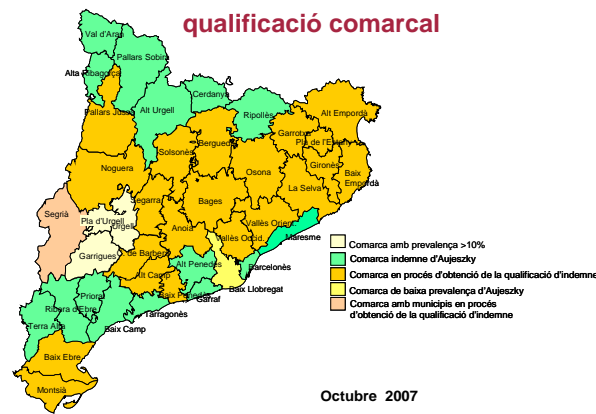 qualificació comarcal
Val d'Aran
Pallars Sobirà
Alta Ribagorça
Cerdanya
Pallars Jussà
Alt Urgell
Ripollès
Alt Empordà
Berguedà
Garrotxa
Pla de l'Estany
Solsonès
Gironès
Noguera
Osona
Baix
Empordà
La Selva
Segarra
Bages
Segrià
Pla d'Urgell
Urgell
Anoia
Vallès Orient.
Vallès Occid.
Maresme
Garrigues
de Barberà
Alt Penedès
Barcelonès
Alt Camp
Baix Llobregat
Baix Penedès
Garraf
Priorat
Ribera d'Ebre
Tarragonès
Terra Alta
Baix Camp
Baix Ebre
Montsià
Comarca amb prevalença >10%
Comarca indemne d'Aujeszky
Comarca en procés d'obtenció de la qualificació d'indemne
Comarca de baixa prevalença d'Aujeszky
Comarca amb municipis en procés
d'obtenció de la qualificació d'indemne
Octubre 2007